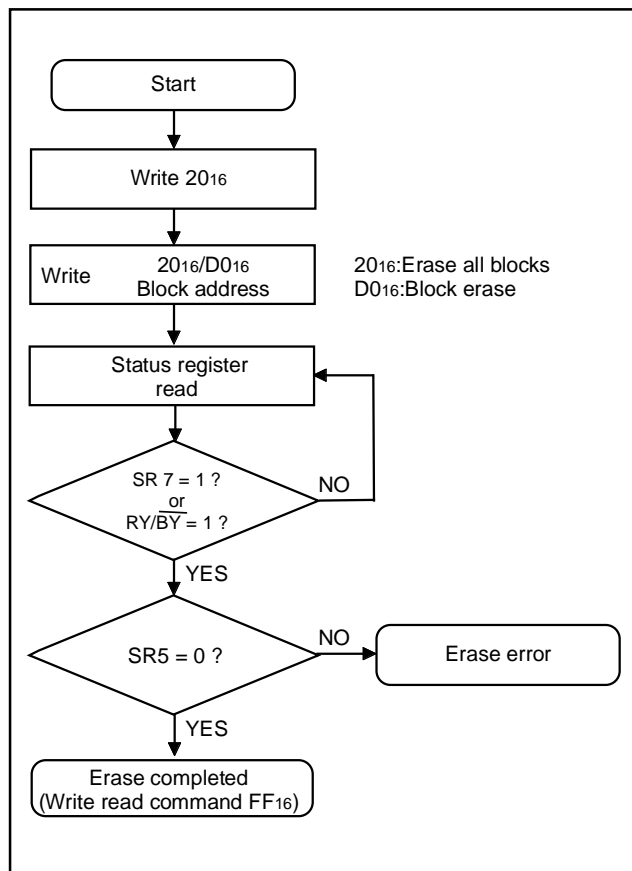 Start
Write 20₁₆
Write 20₁₆/D0₁₆
Block address
20₁₆:Erase all blocks
D0₁₆:Block erase
Status register
read
SR 7 = 1 ?
or
RY/B̅Y̅ = 1 ?
NO
YES
SR5 = 0 ?
NO
Erase error
YES
Erase completed
(Write read command FF₁₆)